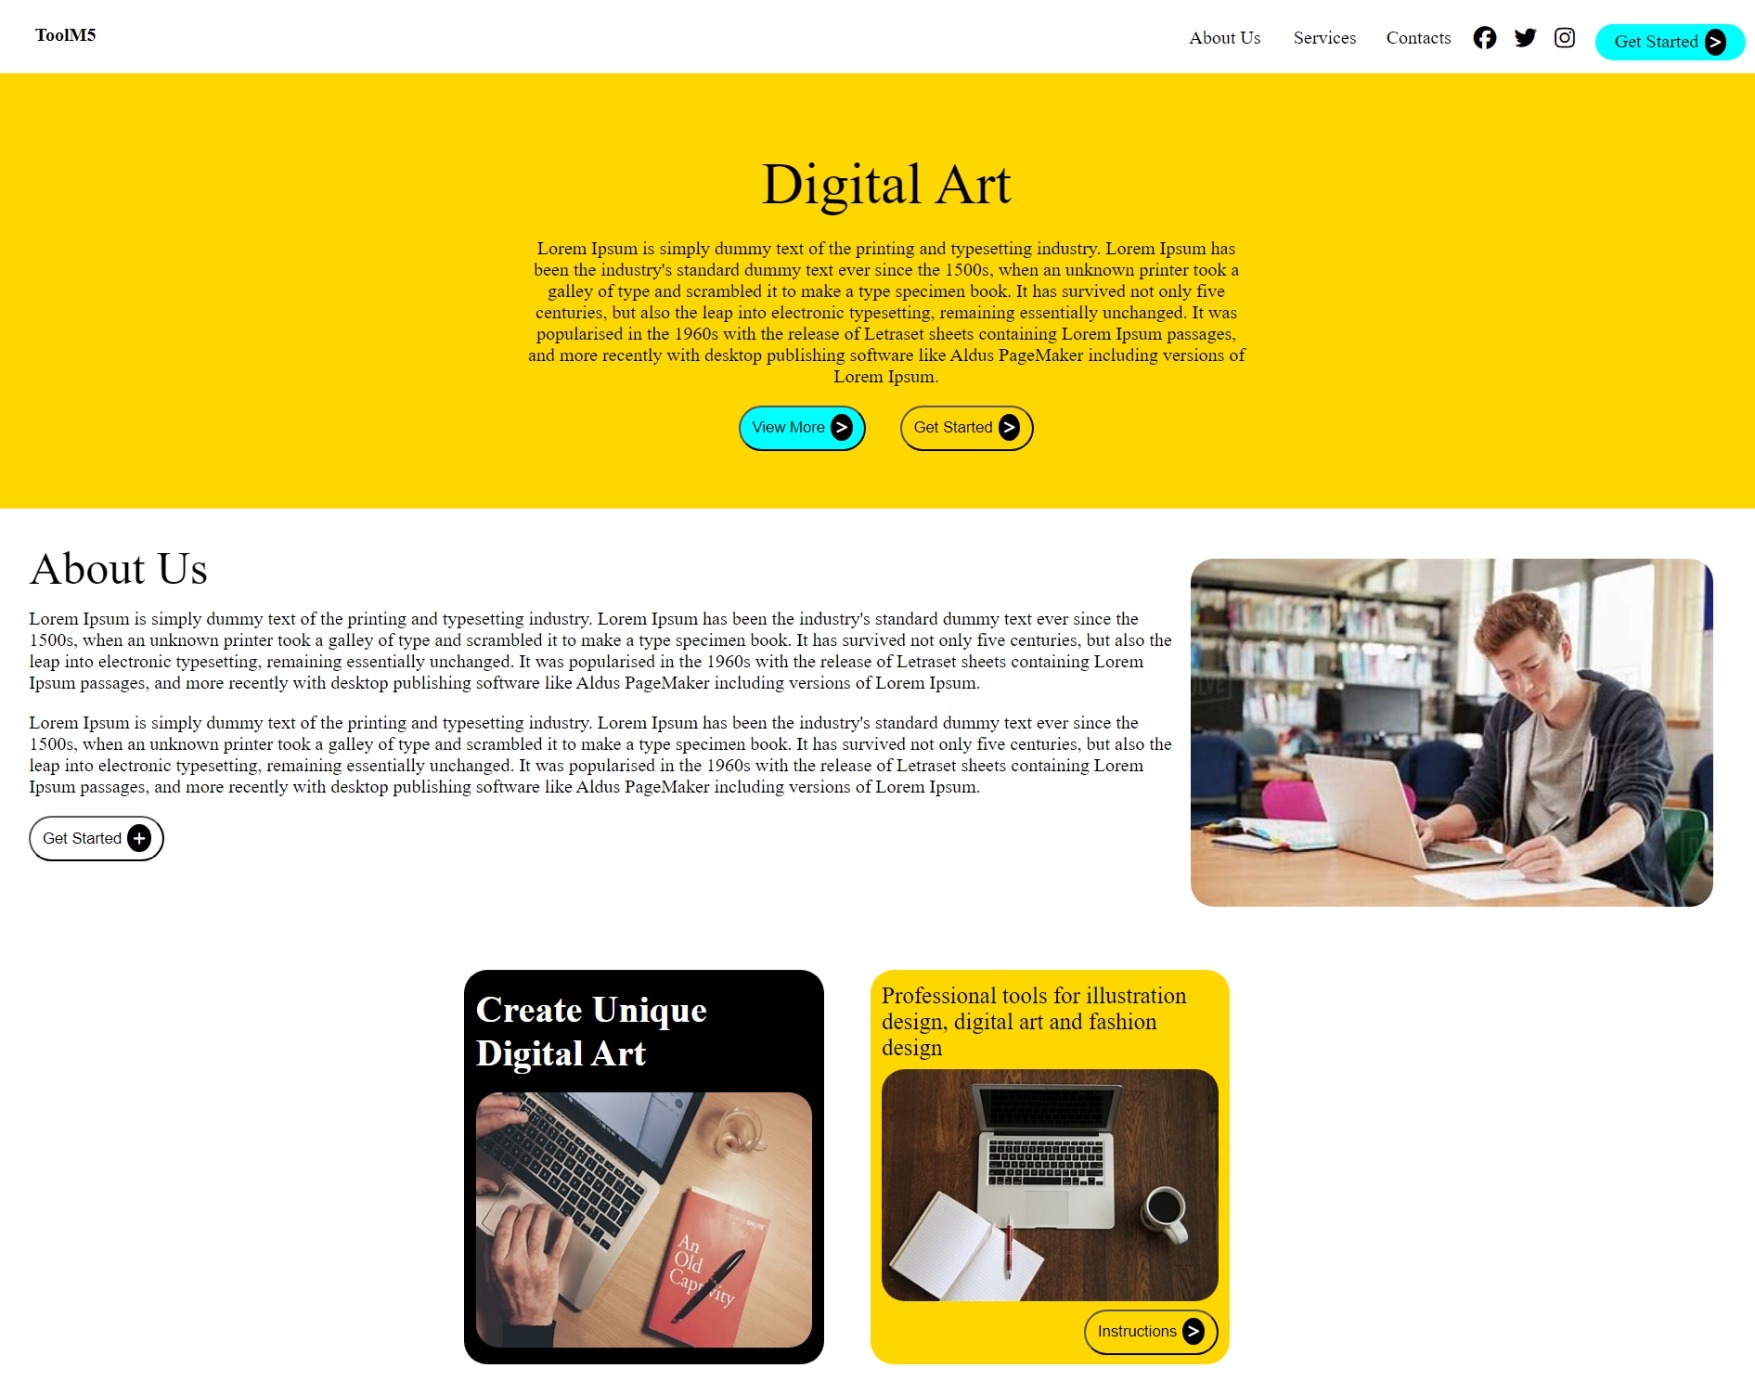 ToolM5
About Us Services Contacts Get Started >
Digital Art
Lorem Ipsum is simply dummy text of the printing and typesetting industry. Lorem Ipsum has
been the industry's standard dummy text ever since the 1500s, when an unknown printer took a
galley of type and scrambled it to make a type specimen book. It has survived not only five
centuries, but also the leap into electronic typesetting, remaining essentially unchanged. It was
popularised in the 1960s with the release of Letraset sheets containing Lorem Ipsum passages,
and more recently with desktop publishing software like Aldus PageMaker including versions of
Lorem Ipsum.
View More >
Get Started >
About Us
Lorem Ipsum is simply dummy text of the printing and typesetting industry. Lorem Ipsum has been the industry's standard dummy text ever since the
1500s, when an unknown printer took a galley of type and scrambled it to make a type specimen book. It has survived not only five centuries, but also the
leap into electronic typesetting, remaining essentially unchanged. It was popularised in the 1960s with the release of Letraset sheets containing Lorem
Ipsum passages, and more recently with desktop publishing software like Aldus PageMaker including versions of Lorem Ipsum.
Lorem Ipsum is simply dummy text of the printing and typesetting industry. Lorem Ipsum has been the industry's standard dummy text ever since the
1500s, when an unknown printer took a galley of type and scrambled it to make a type specimen book. It has survived not only five centuries, but also the
leap into electronic typesetting, remaining essentially unchanged. It was popularised in the 1960s with the release of Letraset sheets containing Lorem
Ipsum passages, and more recently with desktop publishing software like Aldus PageMaker including versions of Lorem Ipsum.
Get Started +
Create Unique
Digital Art
An
Old
Captivity
Professional tools for illustration
design, digital art and fashion
design
Instructions >